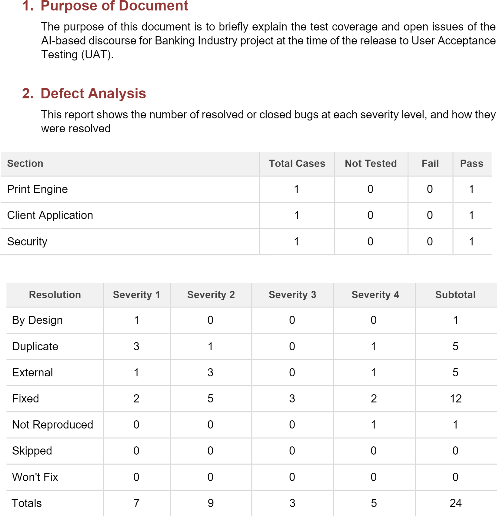 1. Purpose of Document
The purpose of this document is to briefly explain the test coverage and open issues of the
AI-based discourse for Banking Industry project at the time of the release to User Acceptance
Testing (UAT).
2. Defect Analysis
This report shows the number of resolved or closed bugs at each severity level, and how they
were resolved
Section Total Cases Not Tested Fail Pass
Print Engine 1 0 0 1
Client Application 1 0 0 1
Security 1 0 0 1
Resolution Severity 1 Severity 2 Severity 3 Severity 4 Subtotal
By Design 1 0 0 0 1
Duplicate 3 1 0 1 5
External 1 3 0 1 5
Fixed 2 5 3 2 12
Not Reproduced 0 0 0 1 1
Skipped 0 0 0 0 0
Won't Fix 0 0 0 0 0
Totals 7 9 3 5 24